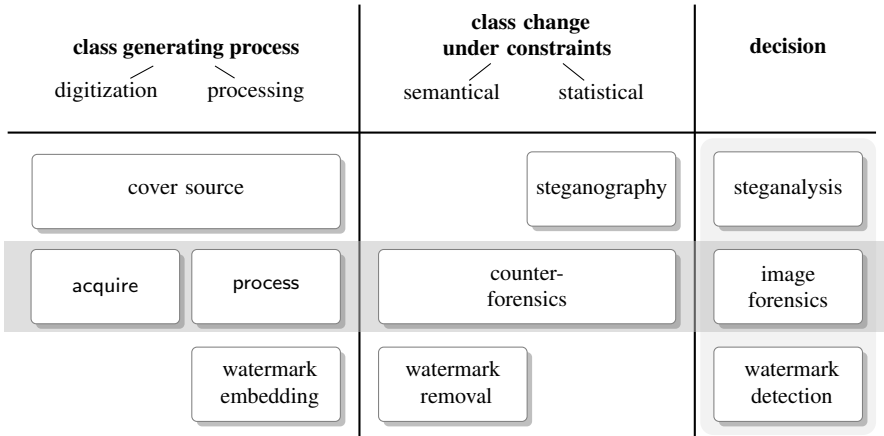 class generating process
digitization processing
class change
under constraints
semantical statistical
decision
cover source
steganography
steganalysis
acquire
process
counter-
forensics
image
forensics
watermark
embedding
watermark
removal
watermark
detection